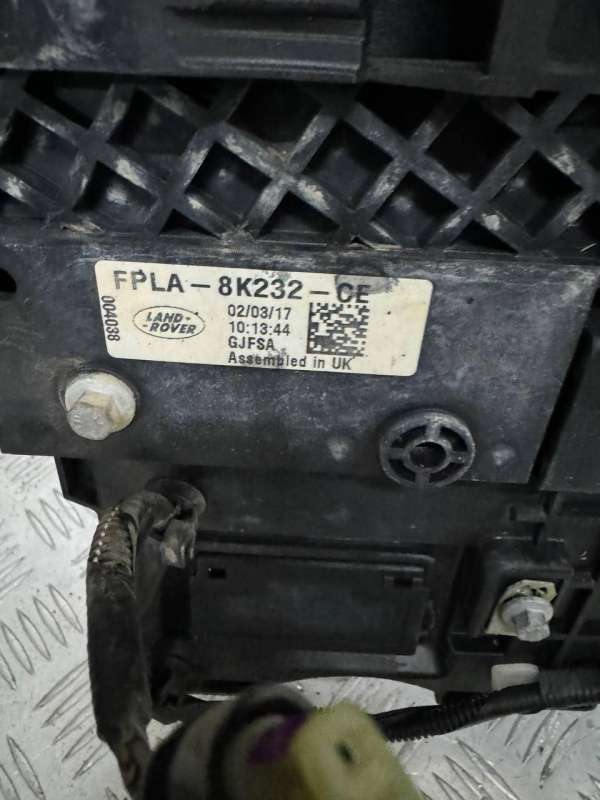 FPLA-8K232-CE
004038
LAND-
ROVER
02/03/17
10:13:44
GJFSA
Assembled in UK